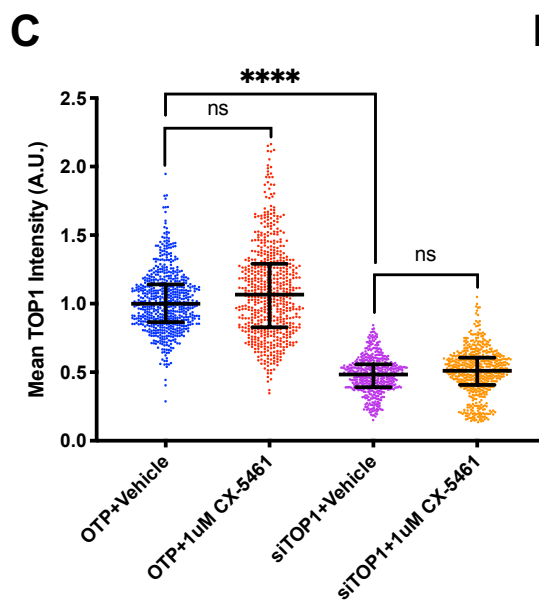 C
****
ns
ns
2.5
2.0
1.5
1.0
0.5
0.0
Mean TOP1 Intensity (A.U.)
OTP+Vehicle
OTP+1uM CX-5461
siTOP1+Vehicle
siTOP1+1uM CX-5461